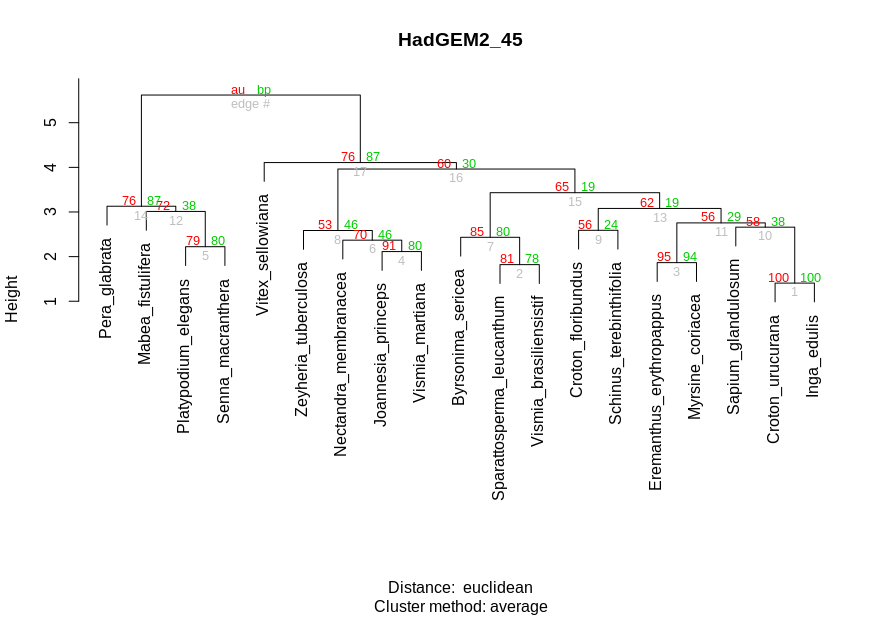 HadGEM2_45
au bp
edge #
76 87
17
60 30
16
65 19
15
76 87
14
72 38
12
62 19
13
56 29
11
58 38
10
53 46
8
70 46
6
56 24
9
85 80
7
79 80
5
91 80
4
81 78
2
95 94
3
100 100
1
Height
1 2 3 4 5
Pera_glabrata
Mabea_fistulifera
Platypodium_elegans
Senna_macranthera
Vitex_sellowiana
Zeyheria_tuberculosa
Nectandra_membranacea
Joannesia_princeps
Vismia_martiana
Byrsonima_sericea
Sparattosperma_leucanthum
Vismia_brasiliensistif
Croton_floribundus
Schinus_terebinthifolia
Eremanthus_erythropappus
Myrsine_coriacea
Sapium_glandulosum
Croton_urucurana
Inga_edulis
Distance: euclidean
Cluster method: average